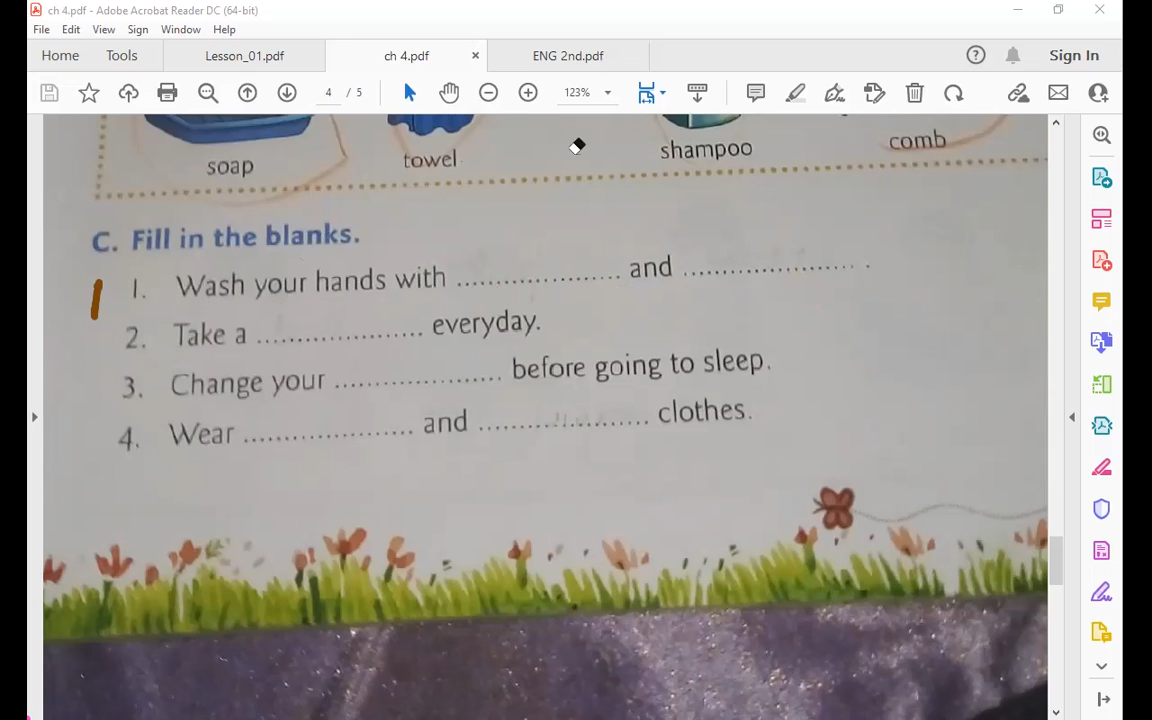 ch 4.pdf - Adobe Acrobat Reader DC (64-bit)
File Edit View Sign Window Help
Home Tools Lesson_01.pdf ch 4.pdf × ENG 2nd.pdf Sign In
4 / 5 123%
soap towel shampoo comb
C. Fill in the blanks.
1. Wash your hands with .................... and .................... .
2. Take a .................... everyday.
3. Change your .................... before going to sleep.
4. Wear .................... and .................... clothes.